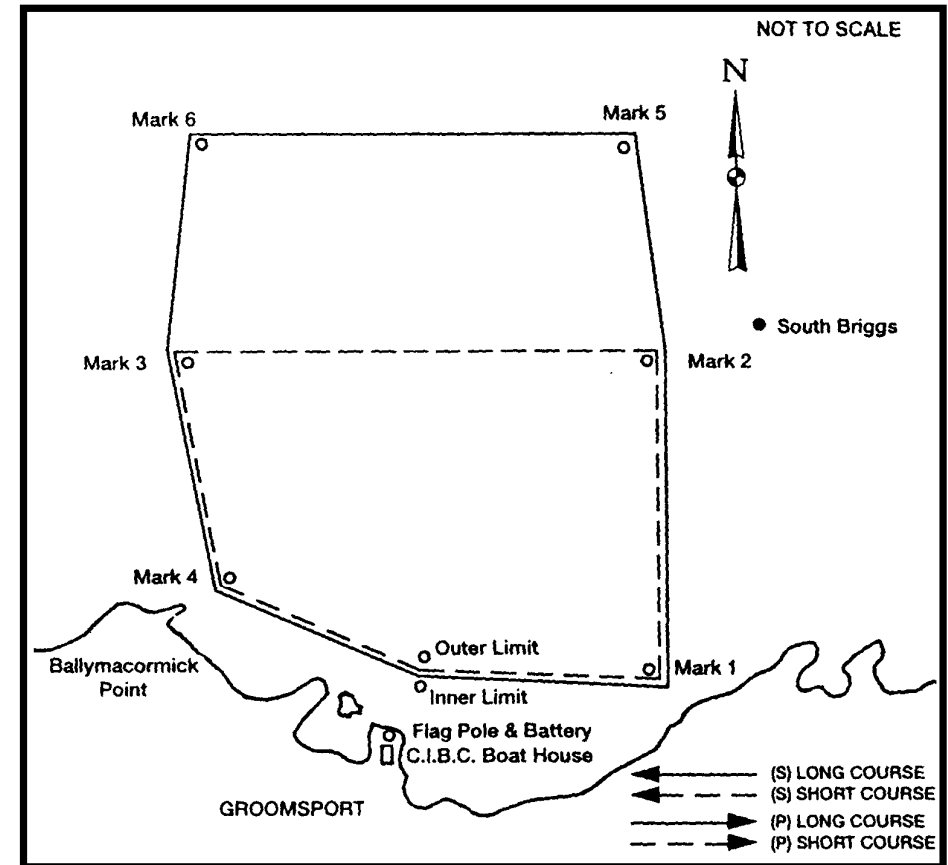 NOT TO SCALE
N
Mark 6
Mark 5
South Briggs
Mark 3
Mark 2
Mark 4
Outer Limit
Mark 1
Ballymacormick
Point
Inner Limit
Flag Pole & Battery
C.I.B.C. Boat House
GROOMSPORT
(S) LONG COURSE
(S) SHORT COURSE
(P) LONG COURSE
(P) SHORT COURSE